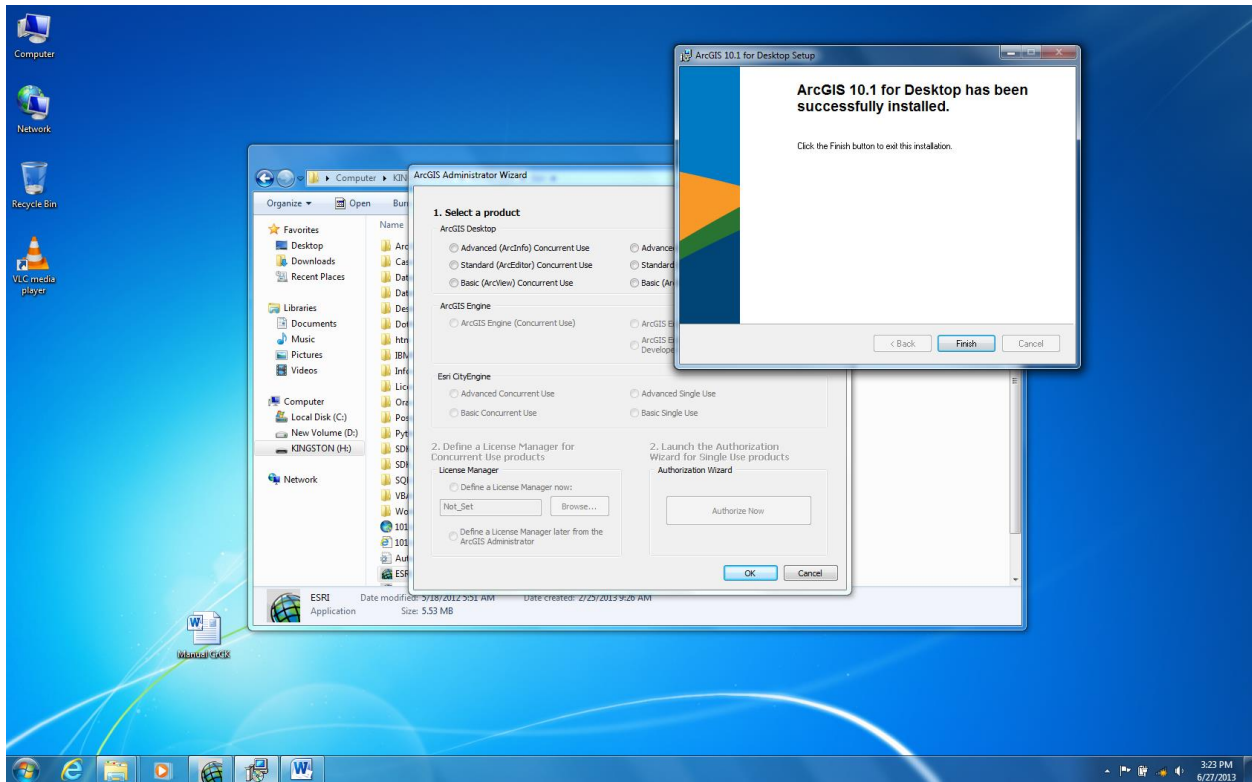 Computer
Network
Recycle Bin
VLC media
player
Manual
ArcGIS 10.1 for Desktop Setup
ArcGIS 10.1 for Desktop has been
successfully installed.
Click the Finish button to exit this installation.
< Back
Finish
Cancel
Computer
Organize
Open
Name
Favorites
Desktop
Downloads
Recent Places
Libraries
Documents
Music
Pictures
Videos
Computer
Local Disk (C:)
New Volume (D:)
KINGSTON (H:)
Network
ESRI
Application
Date modified: 5/18/2012 5:51 AM
Size: 5.53 MB
Date created: 2/25/2013 9:26 AM
ArcGIS Administrator Wizard
1. Select a product
ArcGIS Desktop
Advanced (ArcInfo) Concurrent Use
Advance
Standard (ArcEditor) Concurrent Use
Standard
Basic (ArcView) Concurrent Use
Basic (Ar
ArcGIS Engine
ArcGIS Engine (Concurrent Use)
ArcGIS E
ArcGIS E
Develope
Esri CityEngine
Advanced Concurrent Use
Advanced Single Use
Basic Concurrent Use
Basic Single Use
2. Define a License Manager for
Concurrent Use products
2. Launch the Authorization
Wizard for Single Use products
License Manager
Authorization Wizard
Define a License Manager now:
Not_Set
Browse...
Authorize Now
Define a License Manager later from the
ArcGIS Administrator
OK
Cancel
3:23 PM
6/27/2013